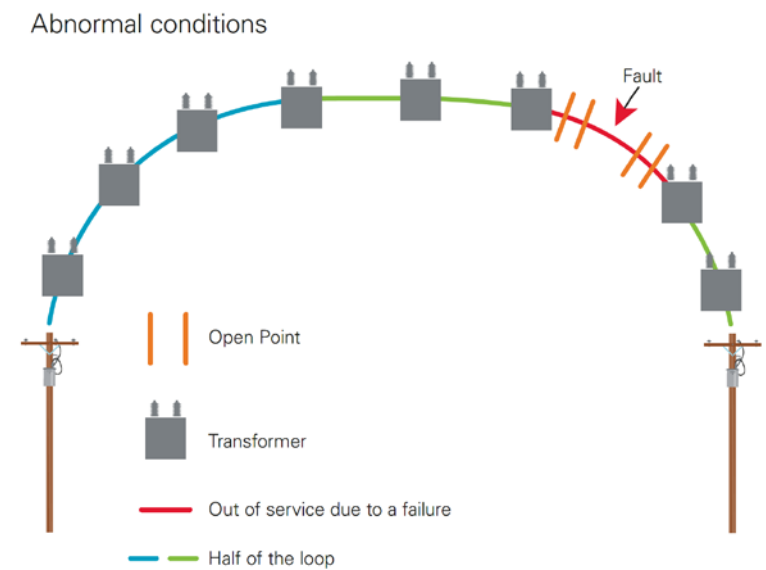 Abnormal conditions
Fault
Open Point
Transformer
Out of service due to a failure
Half of the loop